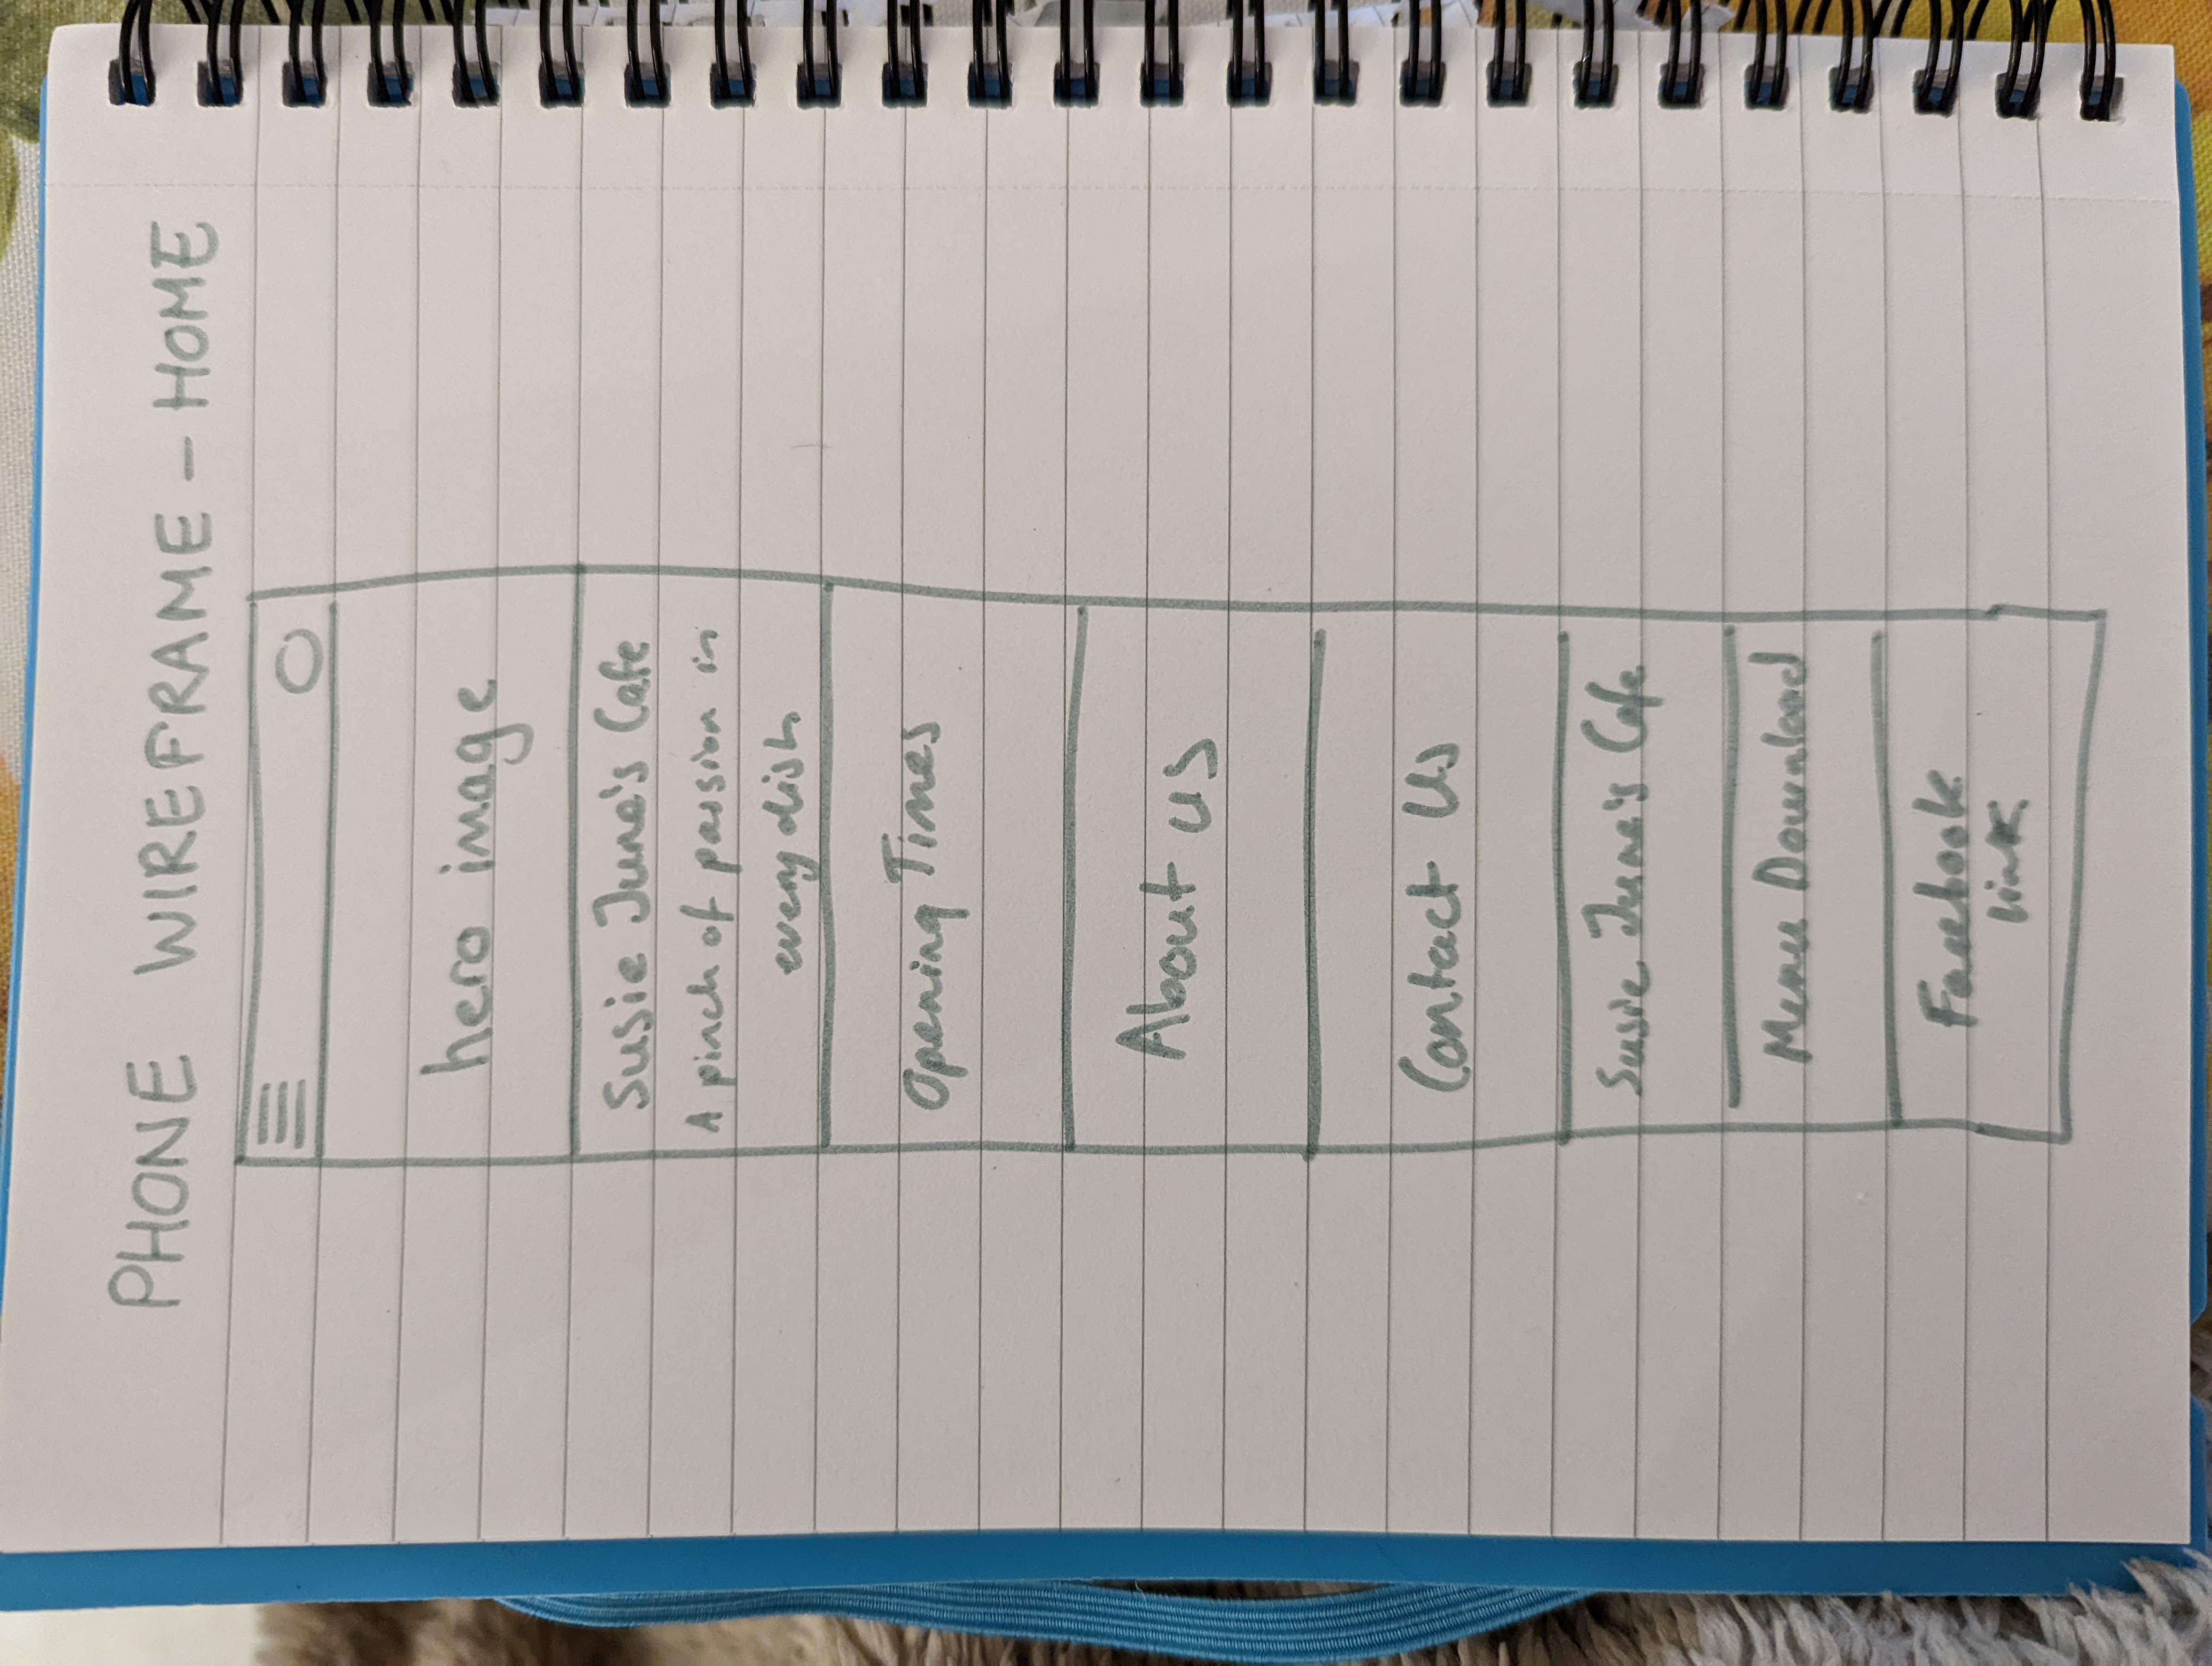 PHONE WIREFRAME - HOME
hero image
Susie June's Cafe
A pinch of passion in
every dish
Opening Times
About us
Contact Us
Susie June's Cafe
Menu Download
Facebook
link